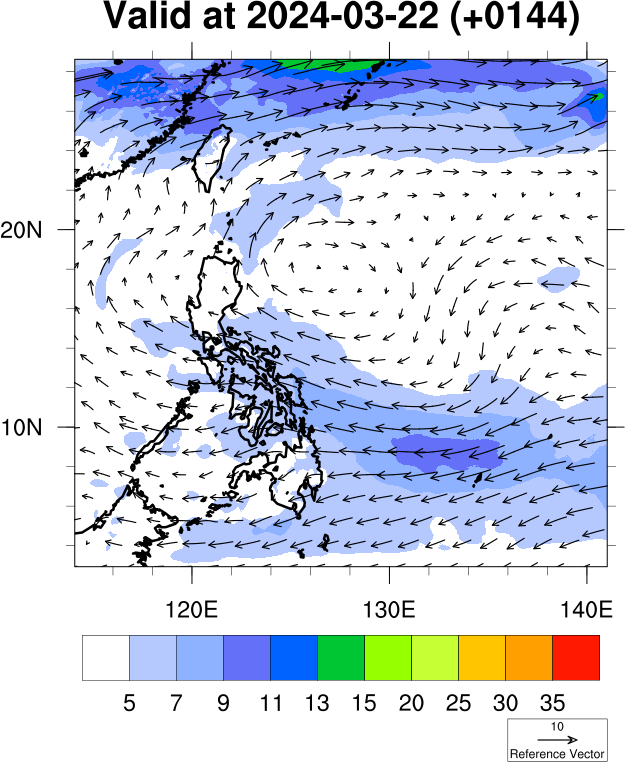 Valid at 2024-03-22 (+0144)
20N
10N
120E 130E 140E
5 7 9 11 13 15 20 25 30 35
10
Reference Vector